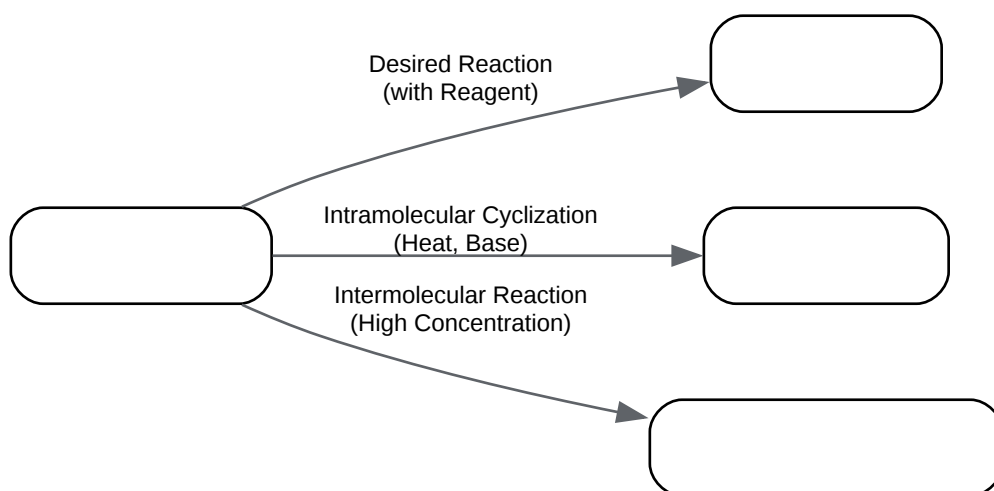 Desired Reaction
(with Reagent)
Intramolecular Cyclization
(Heat, Base)
Intermolecular Reaction
(High Concentration)